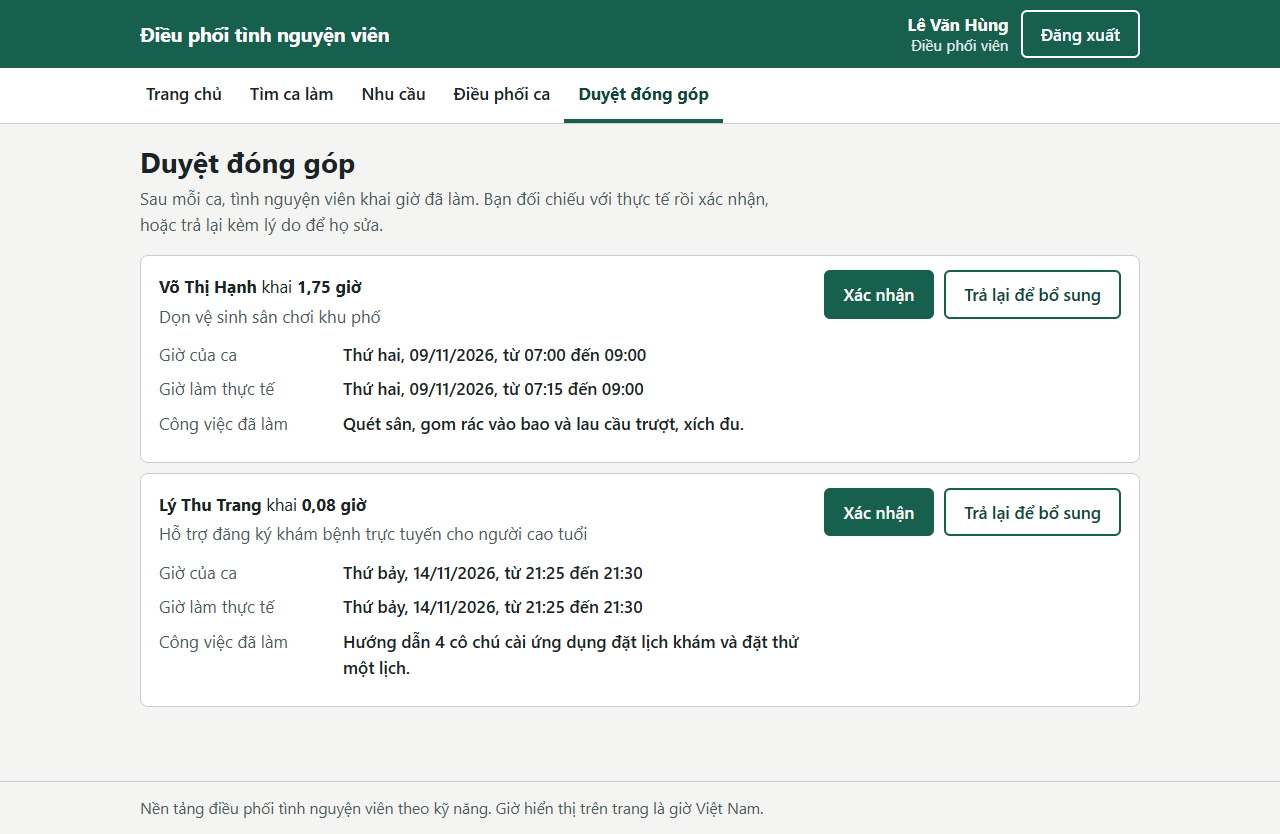 Điều phối tình nguyện viên
Lê Văn Hùng
Điều phối viên
Đăng xuất
Trang chủ Tìm ca làm Nhu cầu Điều phối ca Duyệt đóng góp
Duyệt đóng góp
Sau mỗi ca, tình nguyện viên khai giờ đã làm. Bạn đối chiếu với thực tế rồi xác nhận,
hoặc trả lại kèm lý do để họ sửa.
Võ Thị Hạnh khai 1,75 giờ
Xác nhận Trả lại để bổ sung
Dọn vệ sinh sân chơi khu phố
Giờ của ca Thứ hai, 09/11/2026, từ 07:00 đến 09:00
Giờ làm thực tế Thứ hai, 09/11/2026, từ 07:15 đến 09:00
Công việc đã làm Quét sân, gom rác vào bao và lau cầu trượt, xích đu.
Lý Thu Trang khai 0,08 giờ
Xác nhận Trả lại để bổ sung
Hỗ trợ đăng ký khám bệnh trực tuyến cho người cao tuổi
Giờ của ca Thứ bảy, 14/11/2026, từ 21:25 đến 21:30
Giờ làm thực tế Thứ bảy, 14/11/2026, từ 21:25 đến 21:30
Công việc đã làm Hướng dẫn 4 cô chú cài ứng dụng đặt lịch khám và đặt thử
một lịch.
Nền tảng điều phối tình nguyện viên theo kỹ năng. Giờ hiển thị trên trang là giờ Việt Nam.